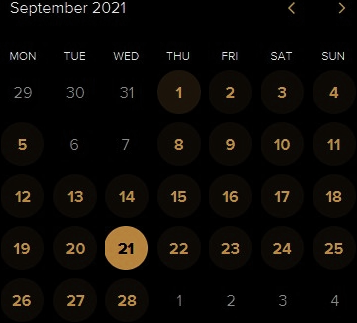 September 2021
MON TUE WED THU FRI SAT SUN
29 30 31 1 2 3 4
5 6 7 8 9 10 11
12 13 14 15 16 17 18
19 20 21 22 23 24 25
26 27 28 1 2 3 4